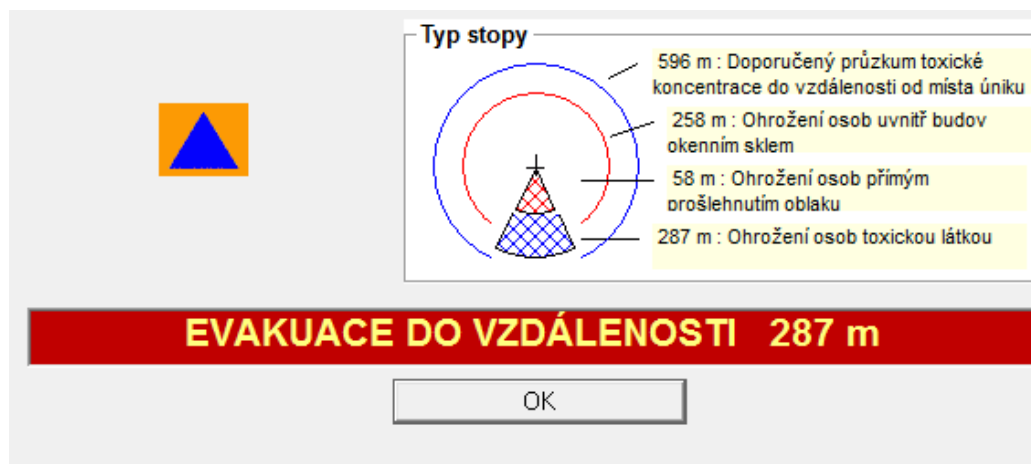 Typ stopy
596 m : Doporučený průzkum toxické
koncentrace do vzdálenosti od místa úniku
258 m : Ohrožení osob uvnitř budov
okenním sklem
58 m : Ohrožení osob přímým
prošlehnutím oblaku
287 m : Ohrožení osob toxickou látkou
EVAKUACE DO VZDÁLENOSTI 287 m
OK